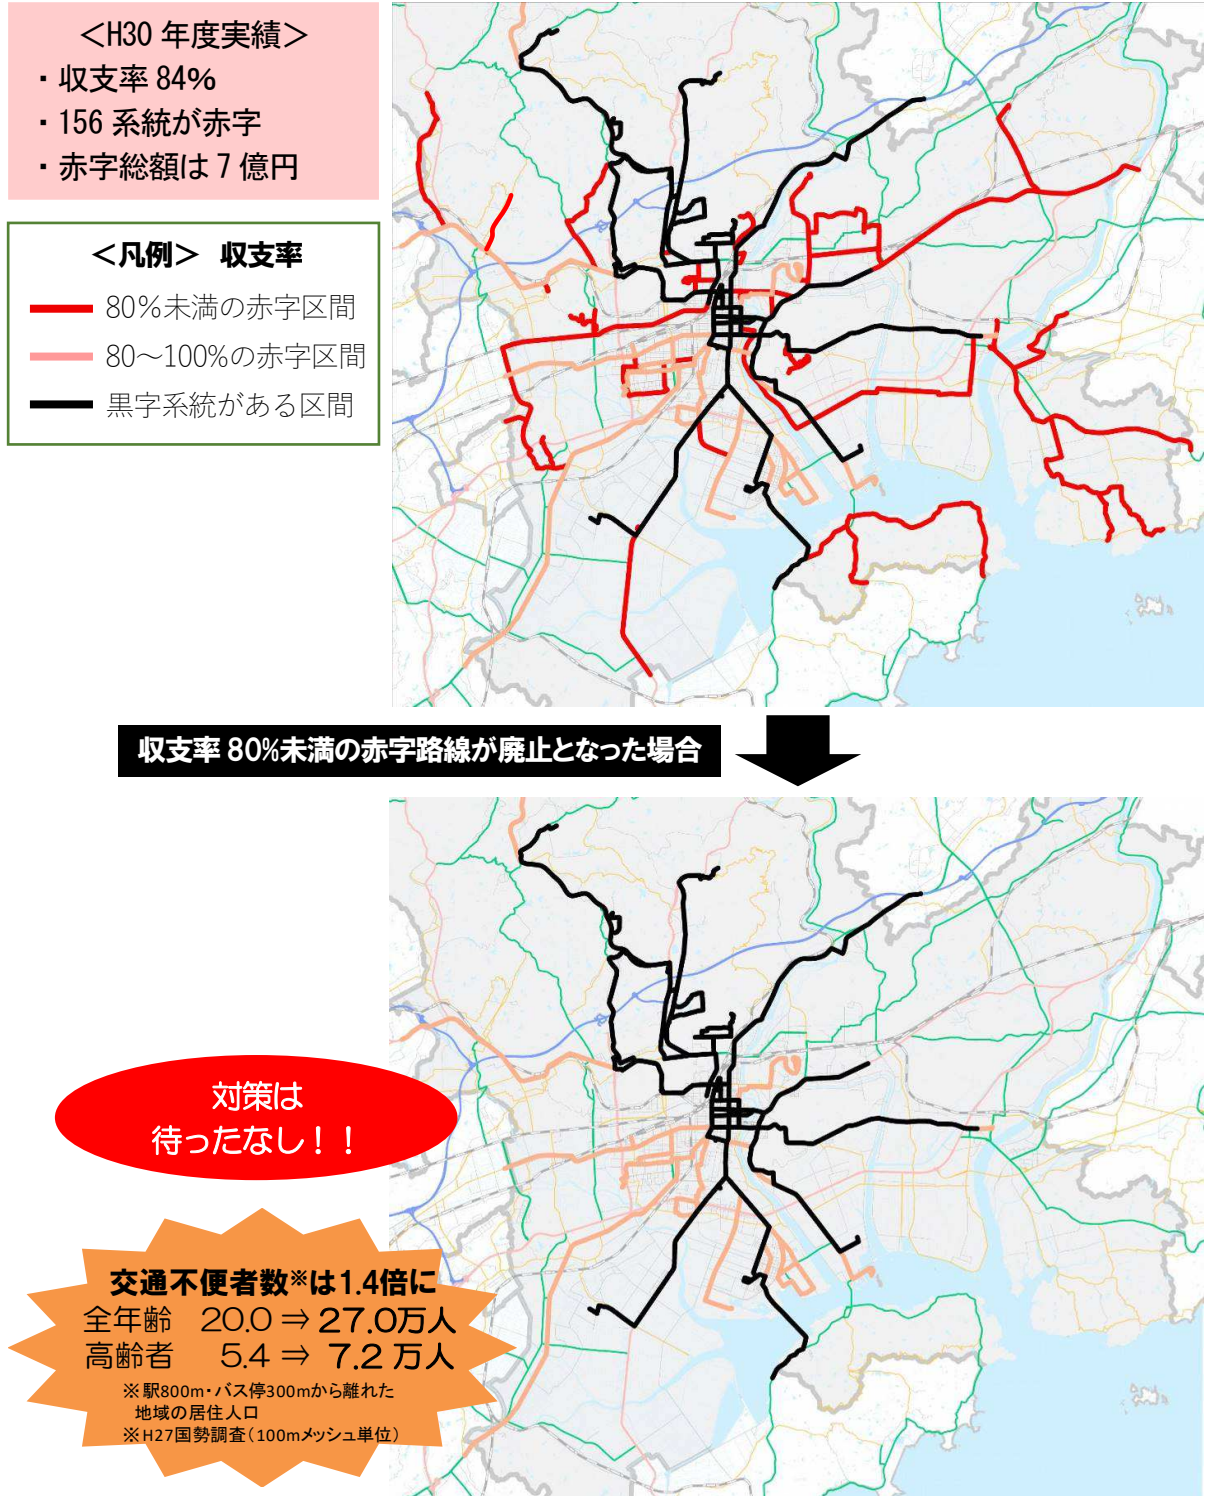 ＜H30 年度実績＞
・収支率 84％
・156 系統が赤字
・赤字総額は 7 億円
＜凡例＞ 収支率
80％未満の赤字区間
80～100％の赤字区間
黒字系統がある区間
収支率 80％未満の赤字路線が廃止となった場合
対策は
待ったなし！！
交通不便者数※は1.4倍に
全年齢 20.0 ⇒ 27.0万人
高齢者 5.4 ⇒ 7.2 万人
※駅800m・バス停300mから離れた
地域の居住人口
※H27国勢調査（100mメッシュ単位）